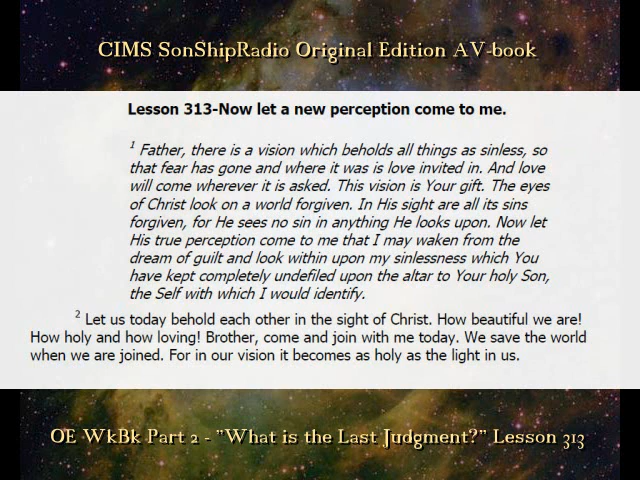 CIMS SonShipRadio Original Edition AV-book
Lesson 313-Now let a new perception come to me.
1 Father, there is a vision which beholds all things as sinless, so
that fear has gone and where it was is love invited in. And love
will come wherever it is asked. This vision is Your gift. The eyes
of Christ look on a world forgiven. In His sight are all its sins
forgiven, for He sees no sin in anything He looks upon. Now let
His true perception come to me that I may waken from the
dream of guilt and look within upon my sinlessness which You
have kept completely undefiled upon the altar to Your holy Son,
the Self with which I would identify.
2 Let us today behold each other in the sight of Christ. How beautiful we are!
How holy and how loving! Brother, come and join with me today. We save the world
when we are joined. For in our vision it becomes as holy as the light in us.
OE WkBk Part 2 - "What is the Last Judgment?" Lesson 313